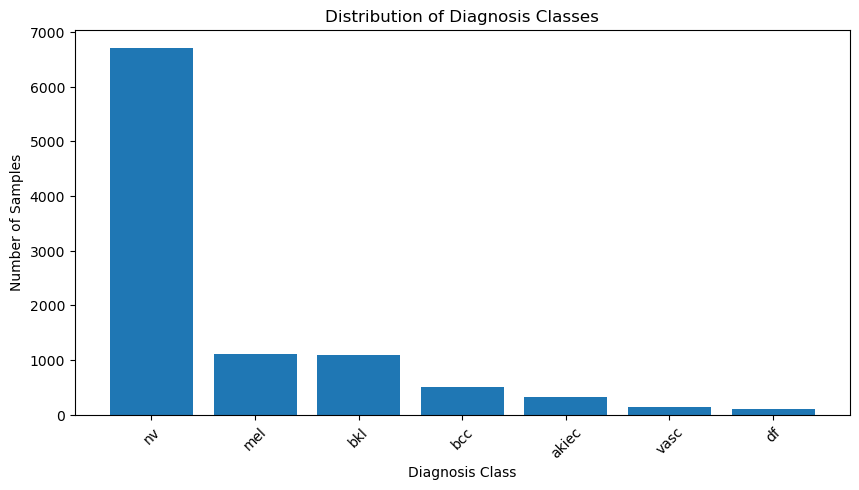 Distribution of Diagnosis Classes
7000
6000
5000
4000
3000
2000
1000
0
Number of Samples
nv
mel
bkl
bcc
akiec
vasc
df
Diagnosis Class